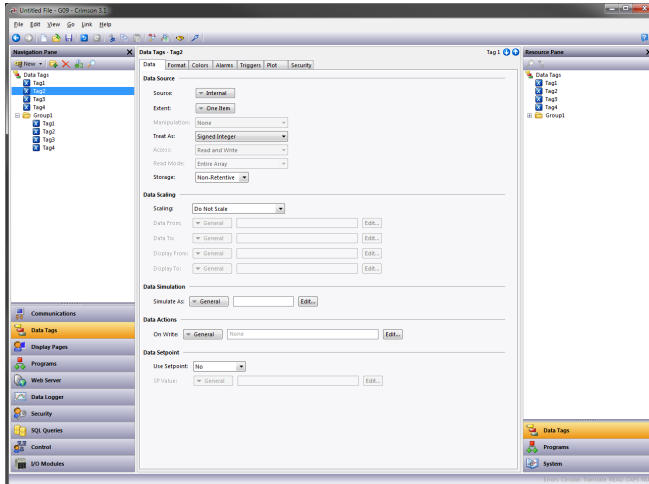 Untitled File - G09 - Crimson 3.1
File Edit View Go Link Help
Navigation Pane
New
Data Tags
Tag1
Tag2
Tag3
Tag4
Group1
Tag1
Tag2
Tag3
Tag4
Communications
Data Tags
Display Pages
Programs
Web Server
Data Logger
Security
SQL Queries
Control
I/O Modules
Data Tags - Tag2
Tag 1
Data Format Colors Alarms Triggers Plot Security
Data Source
Source: Internal
Extent: One Item
Manipulation: None
Treat As: Signed Integer
Access: Read and Write
Read Mode: Entire Array
Storage: Non-Retentive
Data Scaling
Scaling: Do Not Scale
Data From: General Edit...
Data To: General Edit...
Display From: General Edit...
Display To: General Edit...
Data Simulation
Simulate As: General Edit...
Data Actions
On Write: General None Edit...
Data Setpoint
Use Setpoint: No
SP Value: General Edit...
Resource Pane
Data Tags
Tag1
Tag2
Tag3
Tag4
Group1
Data Tags
Programs
System
Errors Circular Translate READ CAPS